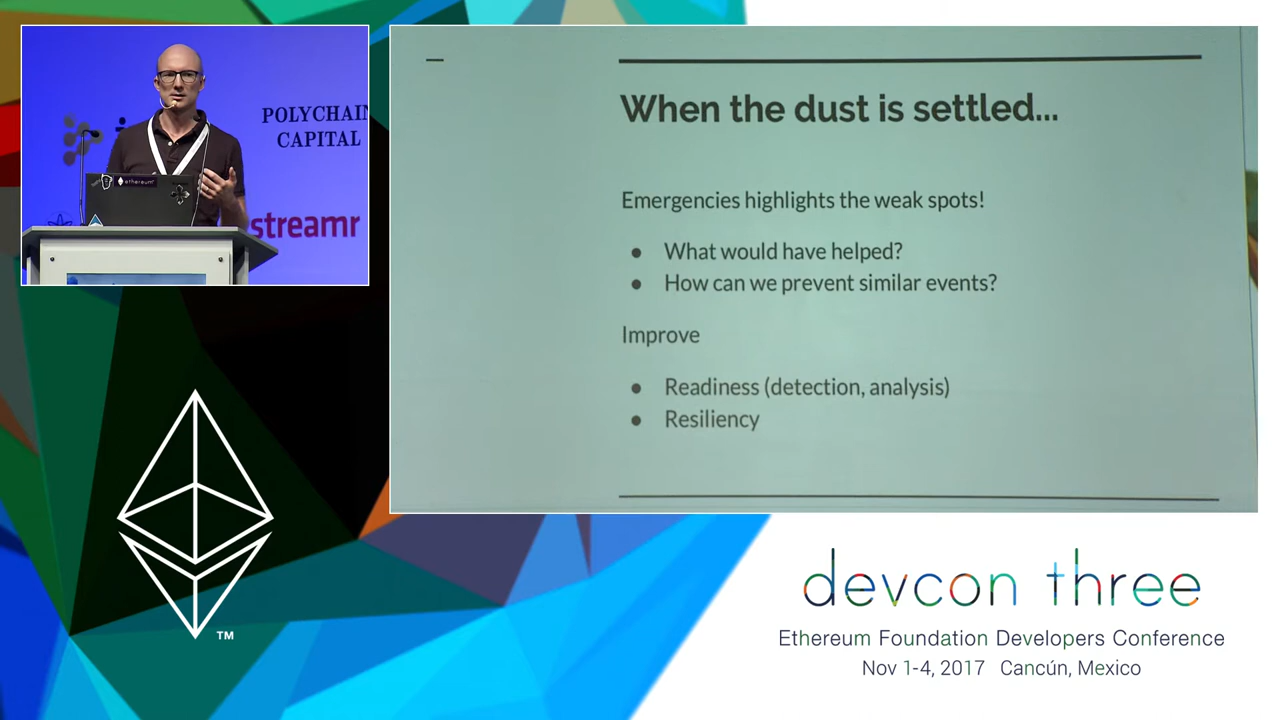 POLYCHAIN
CAPITAL
ethereum
streamr
When the dust is settled...
Emergencies highlights the weak spots!
● What would have helped?
● How can we prevent similar events?
Improve
● Readiness (detection, analysis)
● Resiliency
TM
devcon three
Ethereum Foundation Developers Conference
Nov 1-4, 2017 Cancún, Mexico